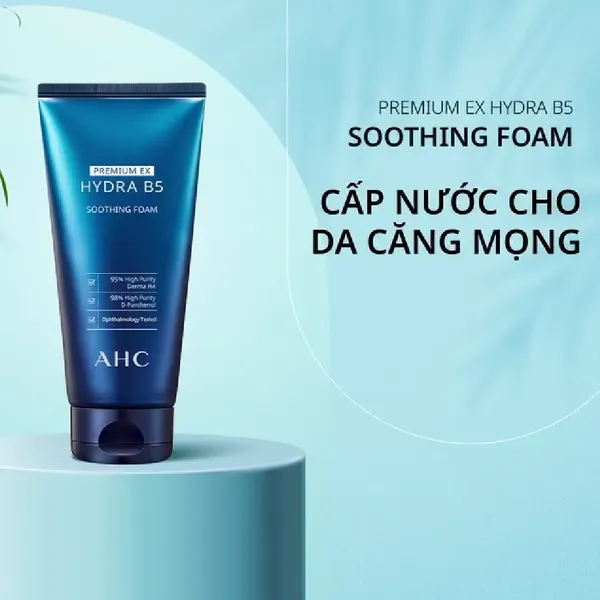 PREMIUM EX
HYDRA B5
SOOTHING FOAM
95% High Purity
Derma HA
98% High Purity
D-Panthenol
Ophthalmology Tested
AHC
PREMIUM EX HYDRA B5
SOOTHING FOAM
CẤP NƯỚC CHO
DA CĂNG MỌNG